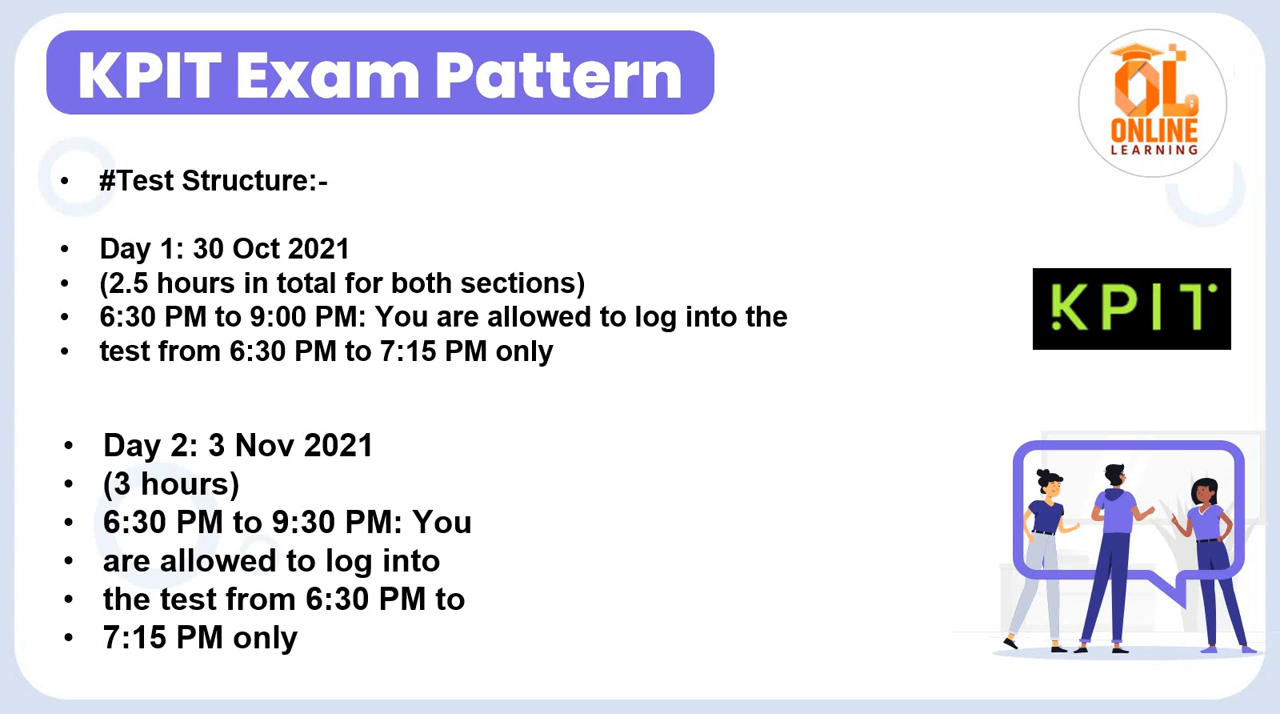 KPIT Exam Pattern
OL
ONLINE
LEARNING
• #Test Structure:-
• Day 1: 30 Oct 2021
• (2.5 hours in total for both sections)
• 6:30 PM to 9:00 PM: You are allowed to log into the
• test from 6:30 PM to 7:15 PM only
KPIT
• Day 2: 3 Nov 2021
• (3 hours)
• 6:30 PM to 9:30 PM: You
• are allowed to log into
• the test from 6:30 PM to
• 7:15 PM only